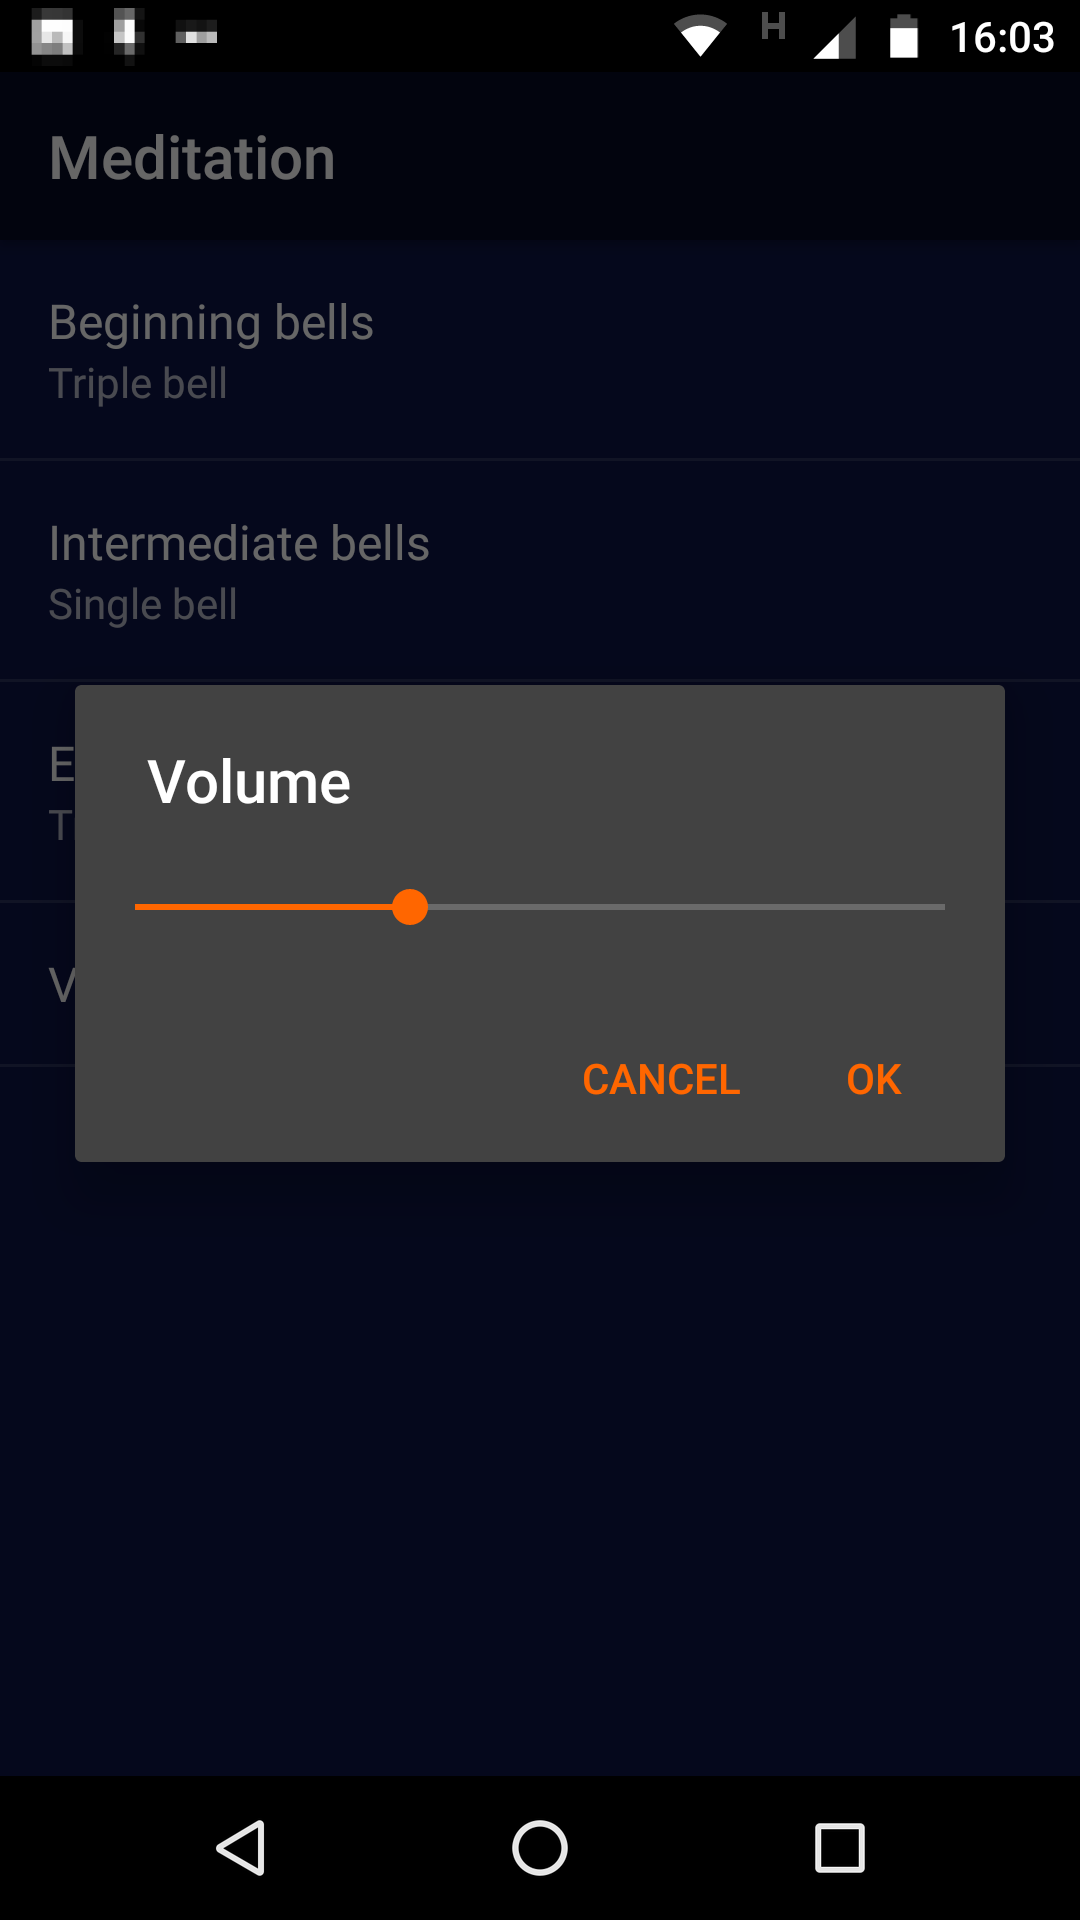 H 16:03
Meditation
Beginning bells
Triple bell
Intermediate bells
Single bell
Volume
CANCEL OK